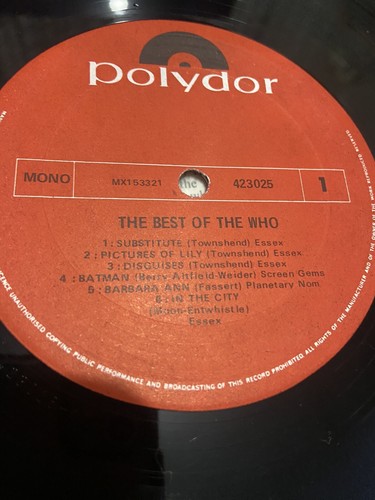 polydor
MONO
MX153321
the
423025
1
THE BEST OF THE WHO
1 : SUBSTITUTE (Townshend) Essex
2 : PICTURES OF LILY (Townshend) Essex
3 : DISGUISES (Townshend) Essex
4 : BATMAN (Berry-Altfield-Weider) Screen Gems
5 : BARBARA ANN (Fassert) Planetary Nom
6 : IN THE CITY
(Moon-Entwhistle)
Essex
UNAUTHORISED COPYING PUBLIC PERFORMANCE AND BROADCASTING OF THIS RECORD PROHIBITED. ALL RIGHTS OF THE MANUFACTURER AND OF THE OWNER OF THE